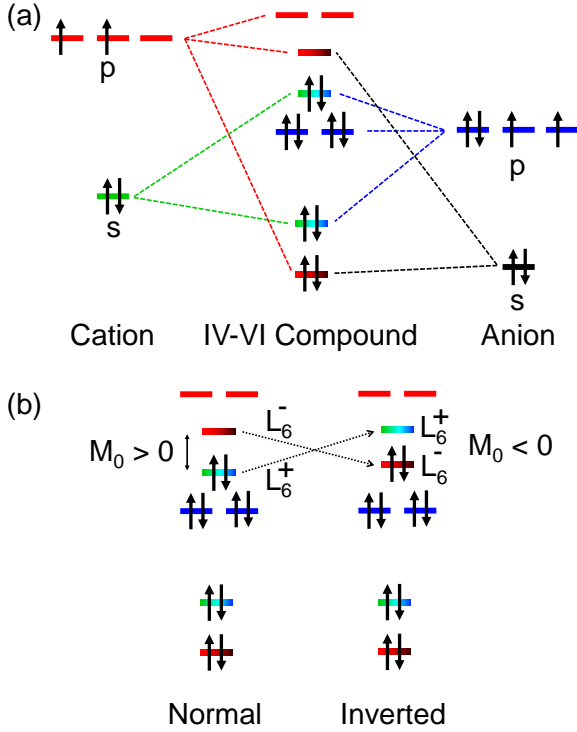 (a)
p
p
s
s
Cation IV-VI Compound Anion
(b)
L₆⁻ L₆⁺
M₀ > 0 M₀ < 0
L₆⁺ L₆⁻
Normal Inverted